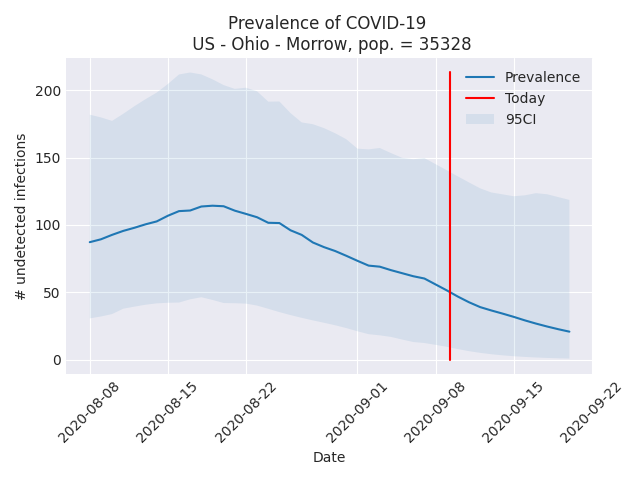 Prevalence of COVID-19
US - Ohio - Morrow, pop. = 35328
Prevalence
Today
95CI
200
150
100
50
0
# undetected infections
2020-08-08
2020-08-15
2020-08-22
2020-09-01
2020-09-08
2020-09-15
2020-09-22
Date